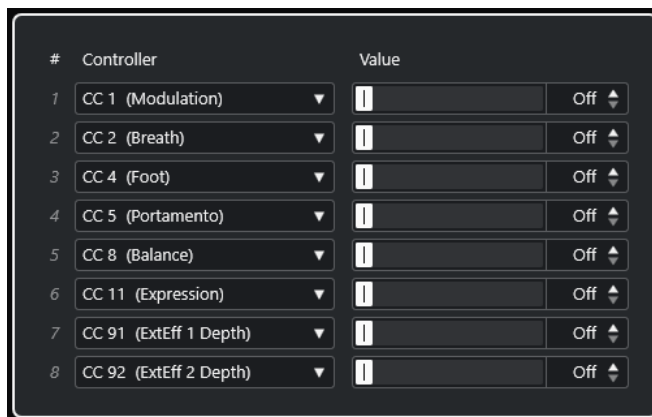 # Controller Value
1 CC 1 (Modulation) Off
2 CC 2 (Breath) Off
3 CC 4 (Foot) Off
4 CC 5 (Portamento) Off
5 CC 8 (Balance) Off
6 CC 11 (Expression) Off
7 CC 91 (ExtEff 1 Depth) Off
8 CC 92 (ExtEff 2 Depth) Off